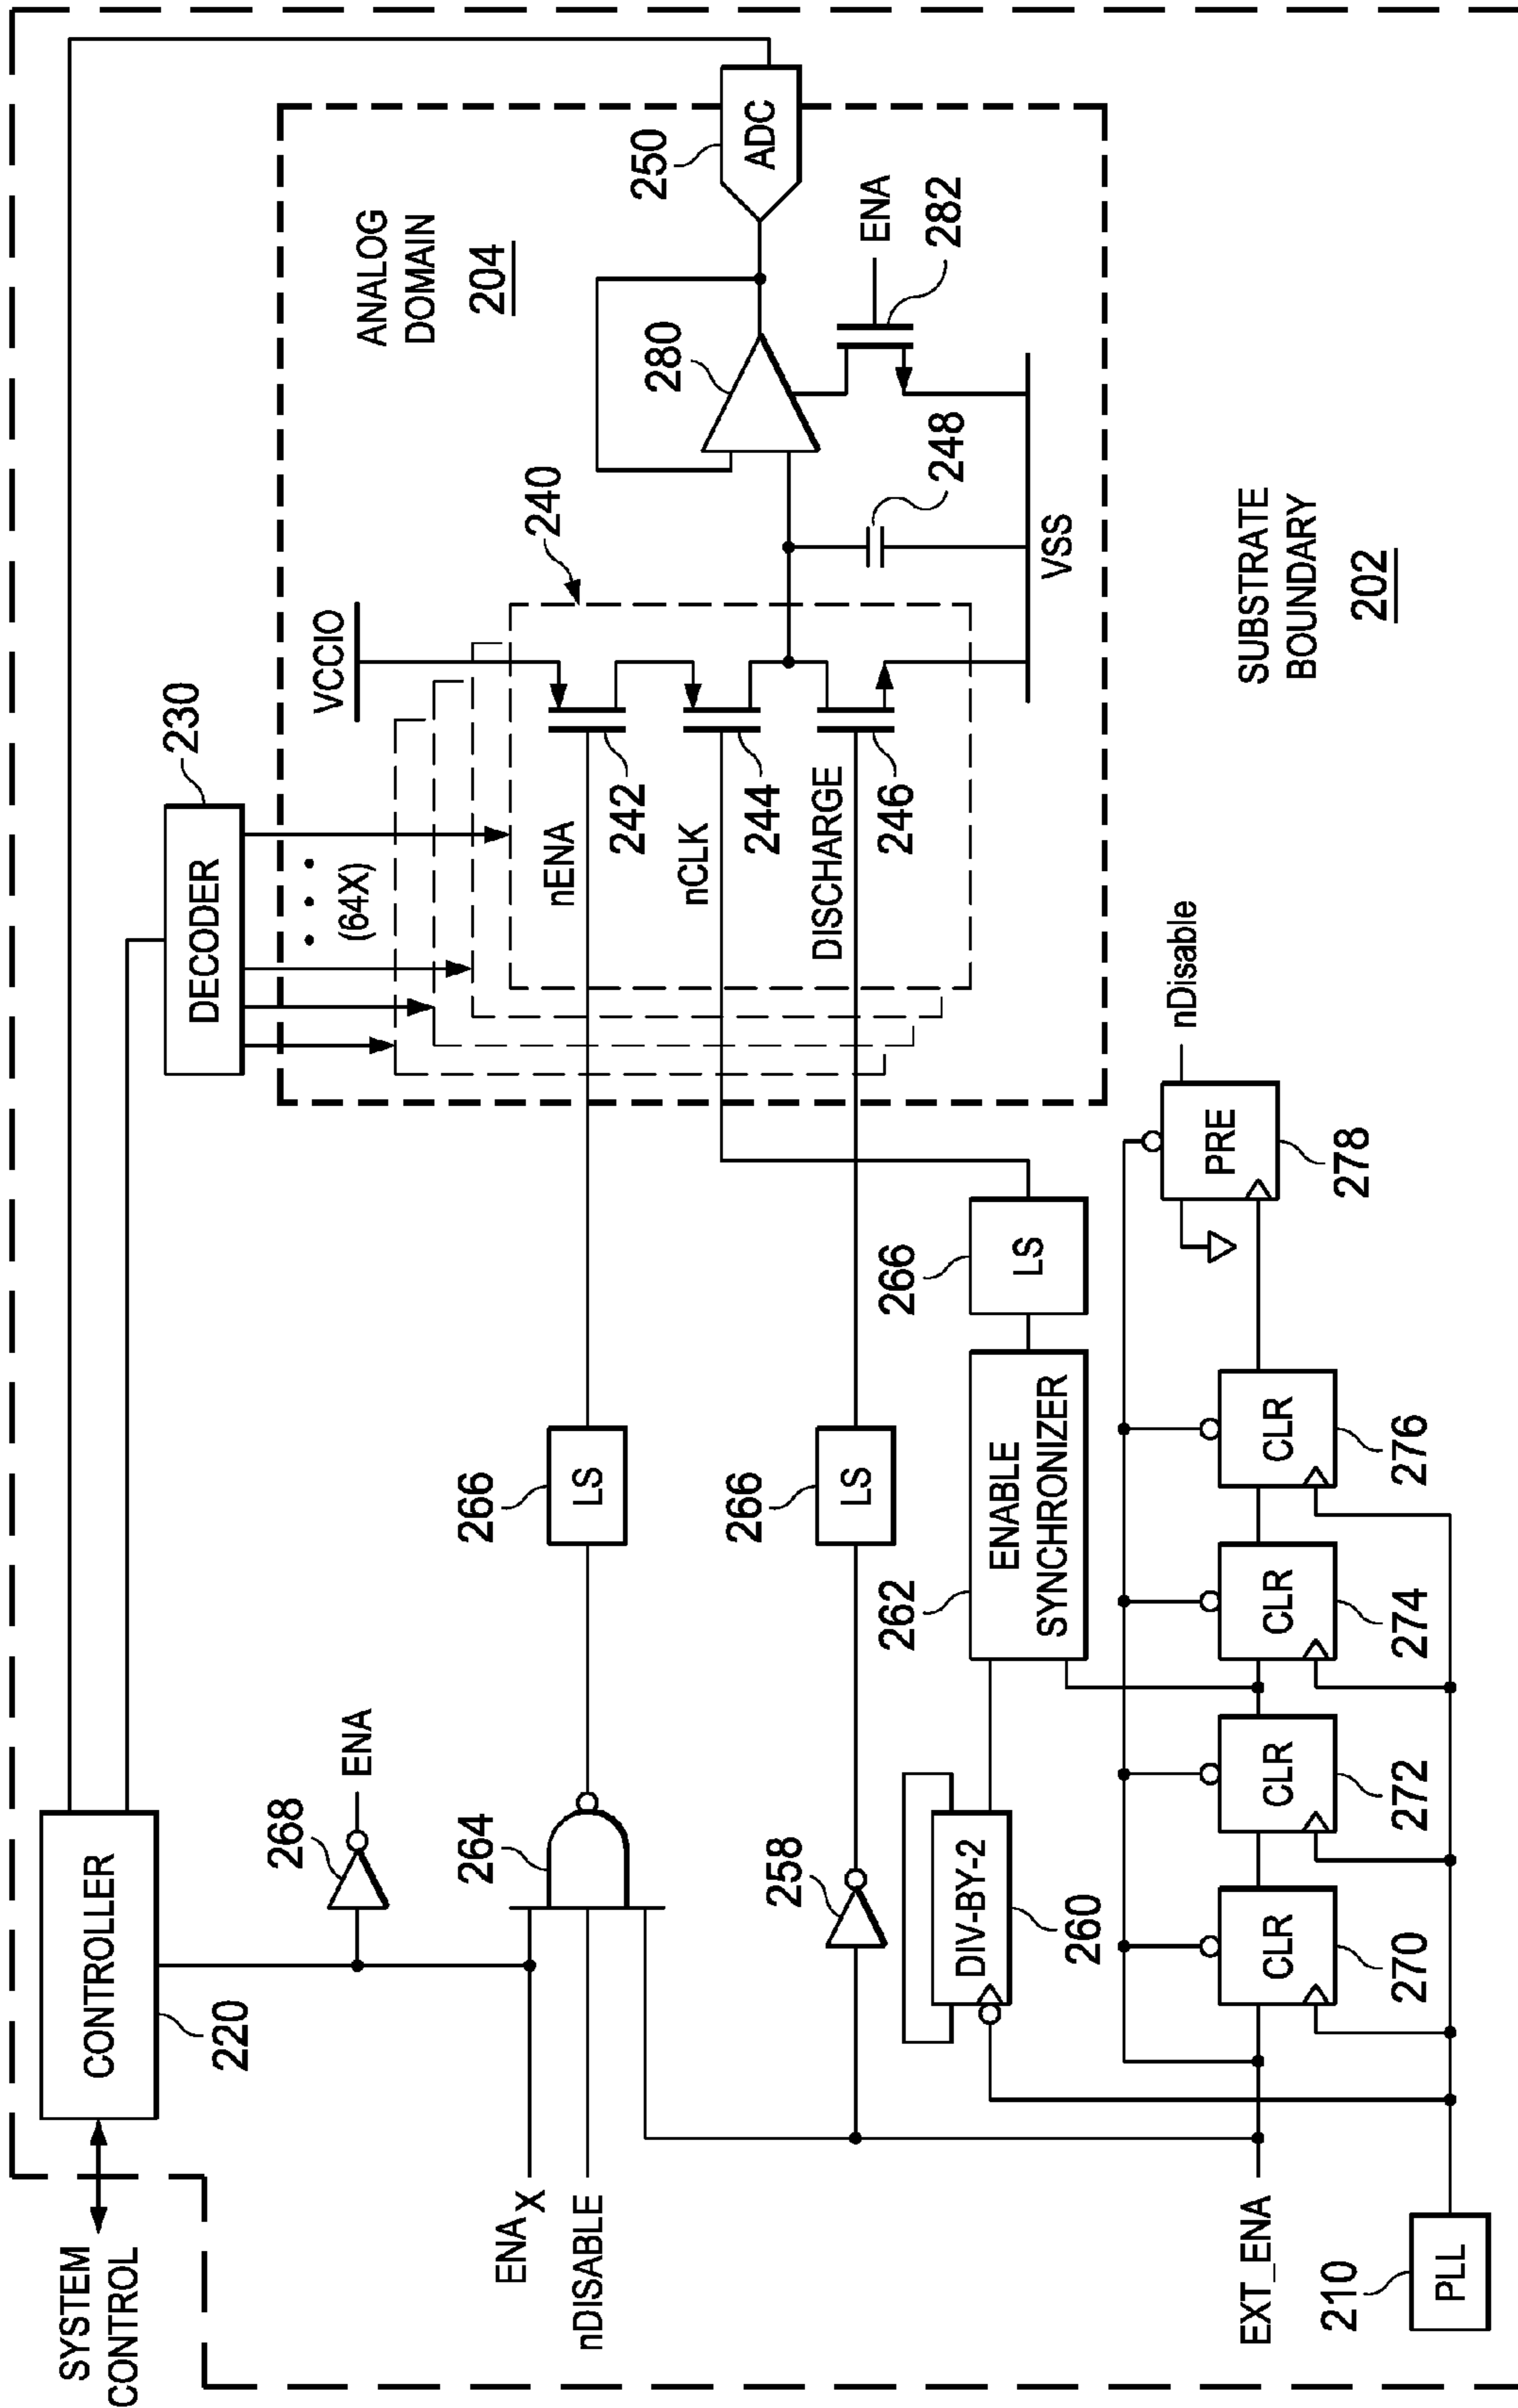 SYSTEM
CONTROL
CONTROLLER
220
DECODER
230
268
ENA
(64X)
VCCIO
240
ANALOG
DOMAIN
204
250
ADC
ENAX
nDISABLE
264
LS
266
nENA
242
280
ENA
282
nCLK
244
248
258
LS
266
DISCHARGE
246
VSS
DIV-BY-2
260
262
ENABLE
SYNCHRONIZER
LS
266
EXT_ENA
CLR
270
CLR
272
CLR
274
CLR
276
PRE
278
nDisable
SUBSTRATE
BOUNDARY
202
210
PLL